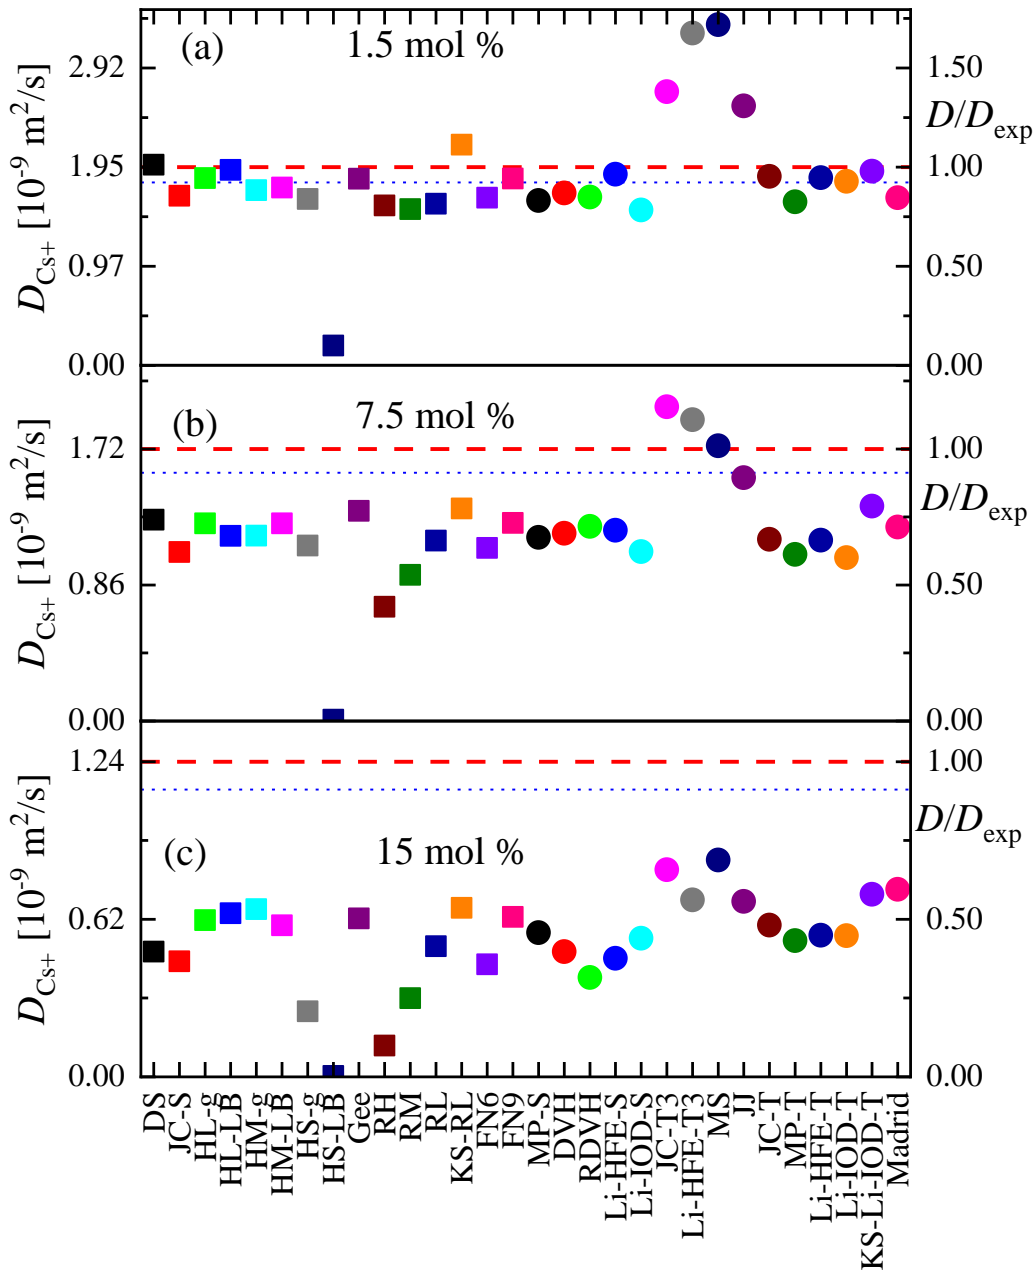 (a)
1.5 mol %
2.92
1.95
0.97
0.00
1.50
1.00
0.50
0.00
D_Cs+ [10^-9 m^2/s]
D/D_exp
(b)
7.5 mol %
1.72
0.86
0.00
1.00
0.50
0.00
D_Cs+ [10^-9 m^2/s]
D/D_exp
(c)
15 mol %
1.24
0.62
0.00
1.00
0.50
0.00
D_Cs+ [10^-9 m^2/s]
D/D_exp
DS
JC-S
HL-g
HL-LB
HM-g
HM-LB
HS-g
HS-LB
Gee
RH
RM
RL
KS-RL
FN6
FN9
MP-S
DVH
RDVH
Li-HFE-S
Li-IOD-S
JC-T3
Li-HFE-T3
MS
JJ
JC-T
MP-T
Li-HFE-T
Li-IOD-T
KS-Li-IOD-T
Madrid